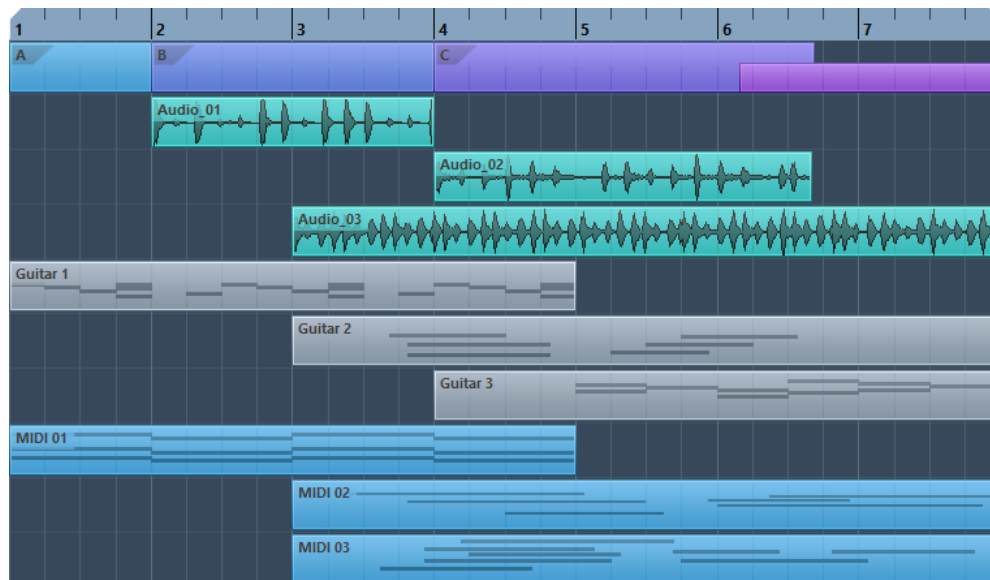 1 2 3 4 5 6 7
A B C
Audio_01
Audio_02
Audio_03
Guitar 1
Guitar 2
Guitar 3
MIDI 01
MIDI 02
MIDI 03